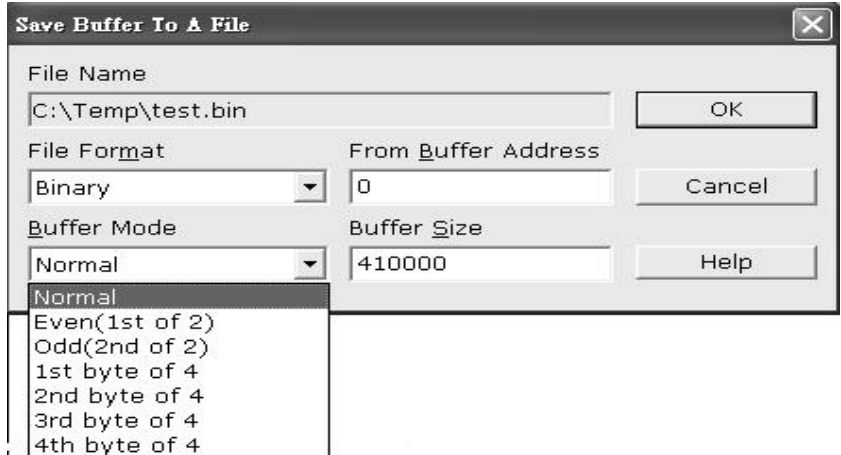 Save Buffer To A File
File Name
C:\Temp\test.bin
OK
File Format
From Buffer Address
Binary
0
Cancel
Buffer Mode
Buffer Size
Normal
410000
Help
Normal
Even(1st of 2)
Odd(2nd of 2)
1st byte of 4
2nd byte of 4
3rd byte of 4
4th byte of 4